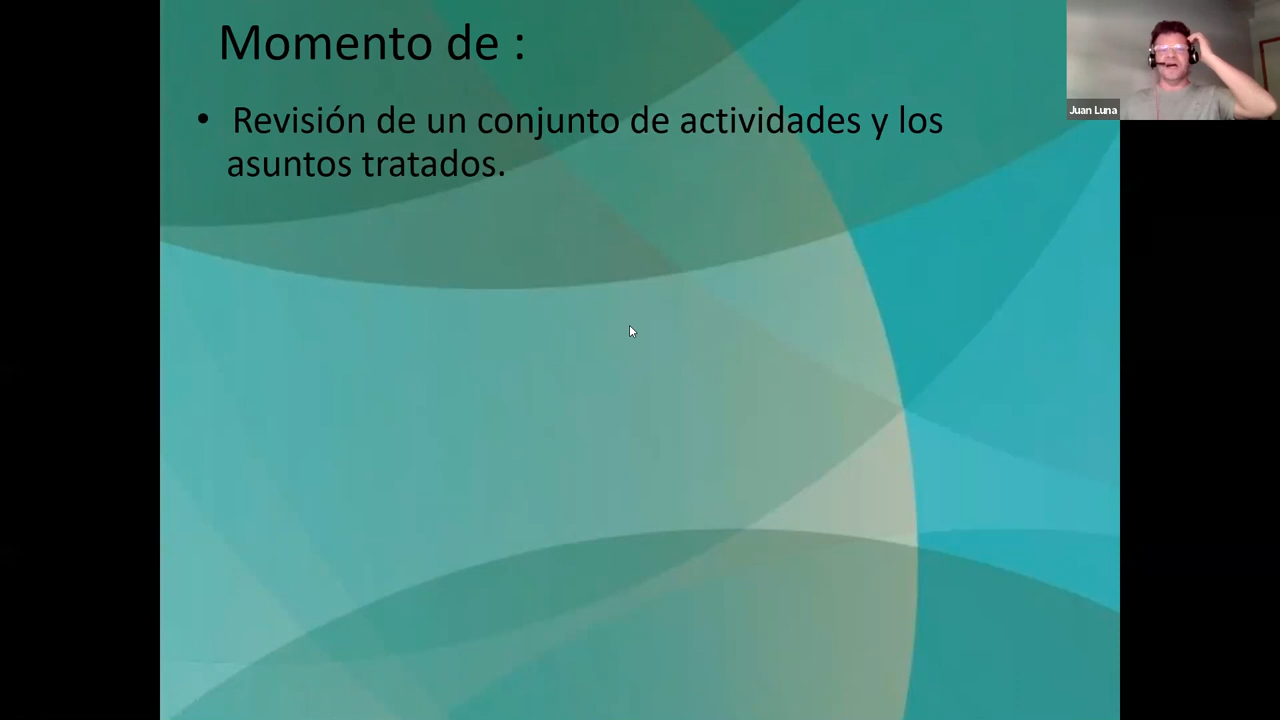 Momento de :
• Revisión de un conjunto de actividades y los
asuntos tratados.
Juan Luna